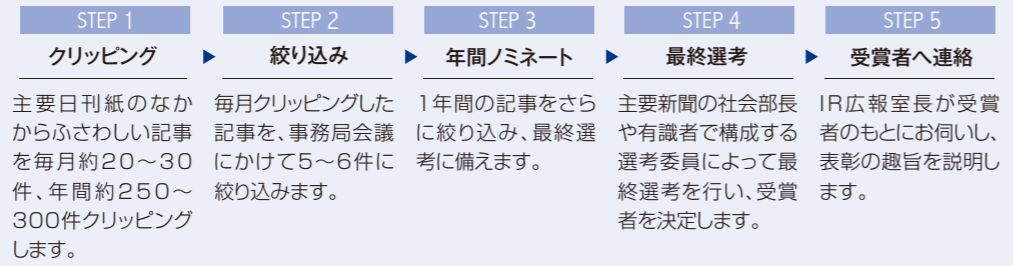 STEP 1
クリッピング
主要日刊紙のなか
からふさわしい記事
を毎月約20〜30
件、年間約250〜
300件クリッピング
します。
▶
STEP 2
絞り込み
毎月クリッピングした
記事を、事務局会議
にかけて5〜6件に
絞り込みます。
▶
STEP 3
年間ノミネート
1年間の記事をさら
に絞り込み、最終選
考に備えます。
▶
STEP 4
最終選考
主要新聞の社会部長
や有識者で構成する
選考委員によって最
終選考を行い、受賞
者を決定します。
▶
STEP 5
受賞者へ連絡
IR広報室長が受賞
者のもとにお伺いし、
表彰の趣旨を説明し
ます。